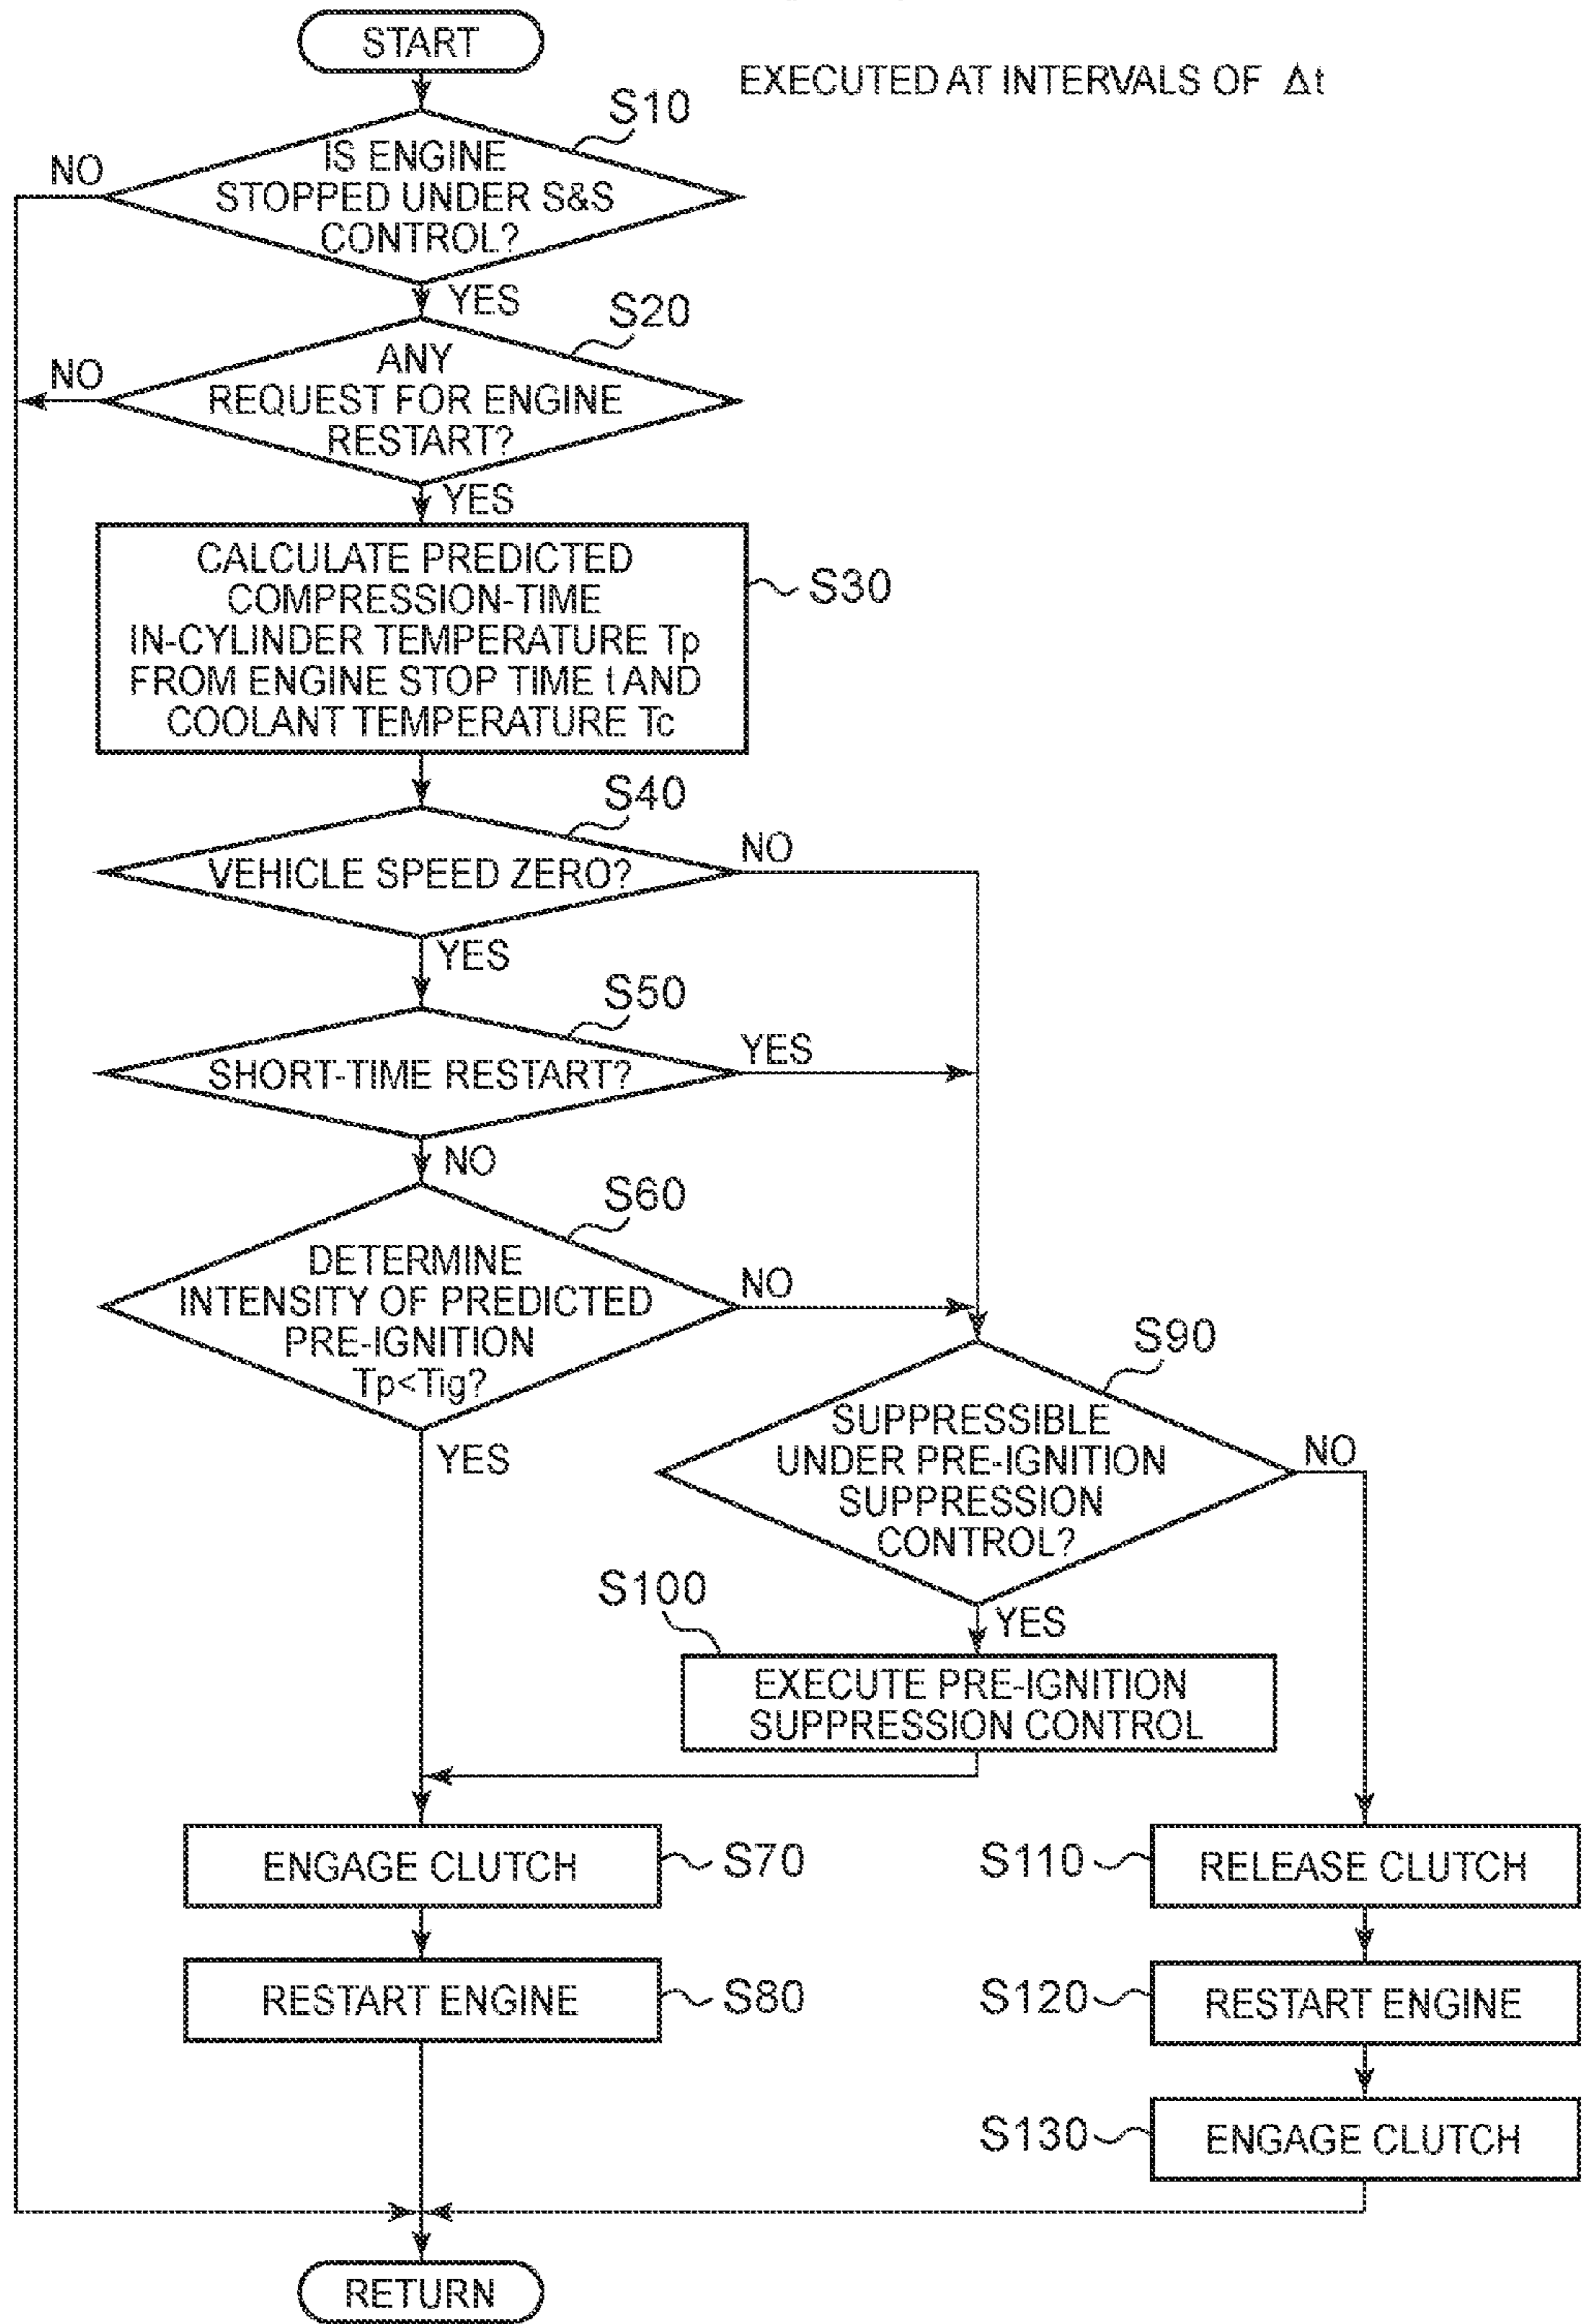 START
EXECUTED AT INTERVALS OF Δt
S10
IS ENGINE
STOPPED UNDER S&S
CONTROL?
NO
YES
S20
ANY
REQUEST FOR ENGINE
RESTART?
NO
YES
CALCULATE PREDICTED
COMPRESSION-TIME
IN-CYLINDER TEMPERATURE Tp
FROM ENGINE STOP TIME t AND
COOLANT TEMPERATURE Tc
S30
S40
VEHICLE SPEED ZERO?
NO
YES
S50
SHORT-TIME RESTART?
YES
NO
S60
DETERMINE
INTENSITY OF PREDICTED
PRE-IGNITION
Tp<Tig?
NO
YES
S90
SUPPRESSIBLE
UNDER PRE-IGNITION
SUPPRESSION
CONTROL?
NO
YES
S100
EXECUTE PRE-IGNITION
SUPPRESSION CONTROL
ENGAGE CLUTCH
S70
RESTART ENGINE
S80
S110
RELEASE CLUTCH
S120
RESTART ENGINE
S130
ENGAGE CLUTCH
RETURN